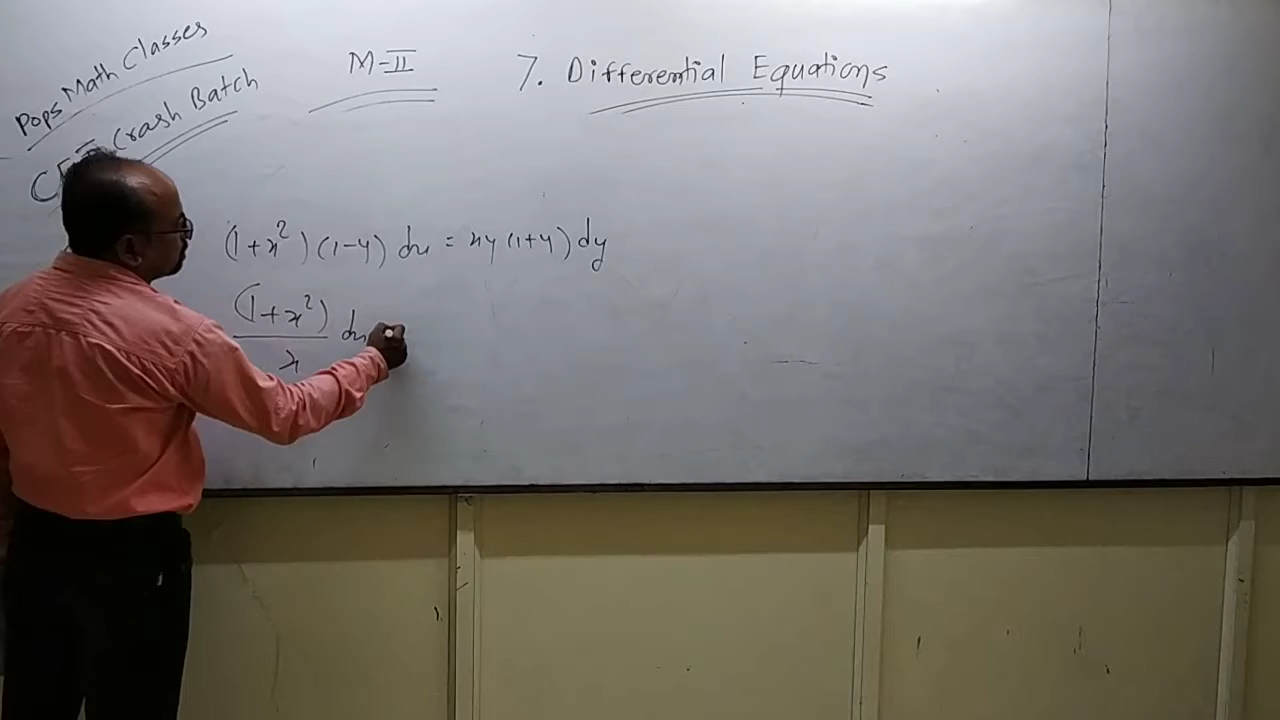 Pops Math Classes
Crash Batch
M-II
7. Differential Equations
(1+x²)(1-y) dx = xy(1+y) dy
(1+x²)
x
dx